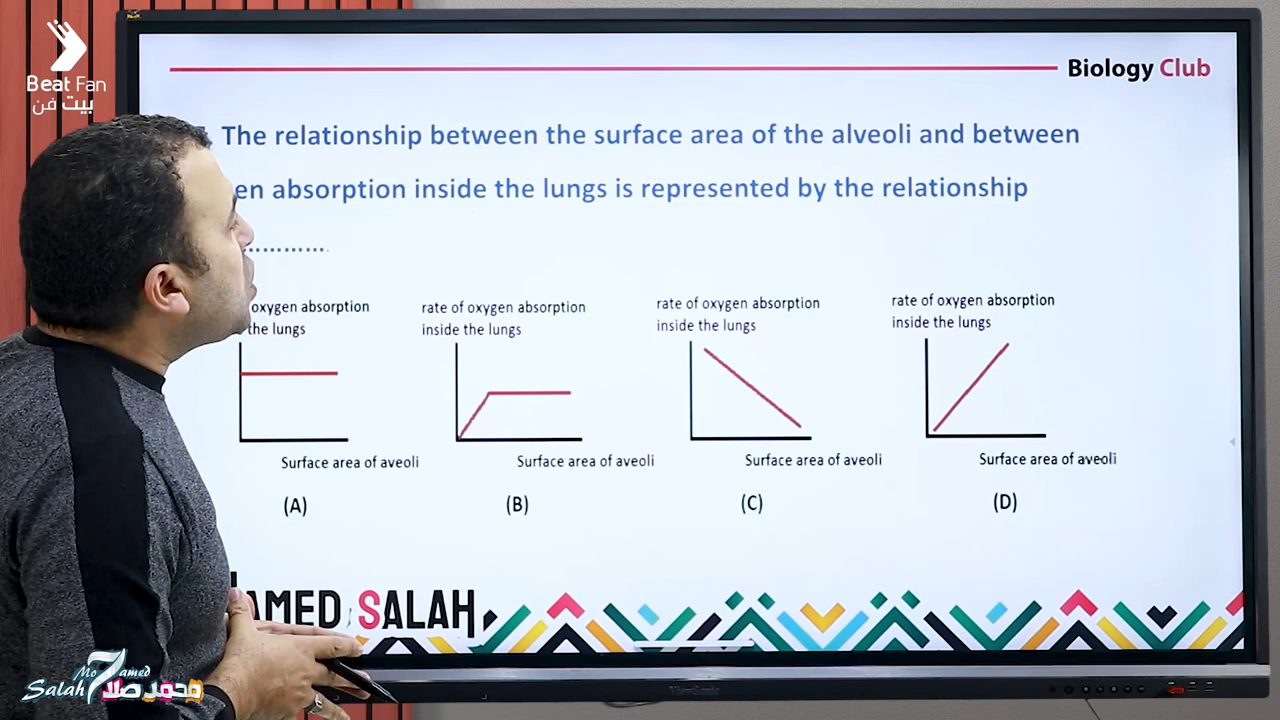 Beat Fan
بيت فن
Biology Club
The relationship between the surface area of the alveoli and between
en absorption inside the lungs is represented by the relationship
............
oxygen absorption
the lungs
rate of oxygen absorption
inside the lungs
rate of oxygen absorption
inside the lungs
rate of oxygen absorption
inside the lungs
Surface area of aveoli
Surface area of aveoli
Surface area of aveoli
Surface area of aveoli
(A)
(B)
(C)
(D)
AMED SALAH
Mo7amed
Salah
محمد صلاح
ViewSonic